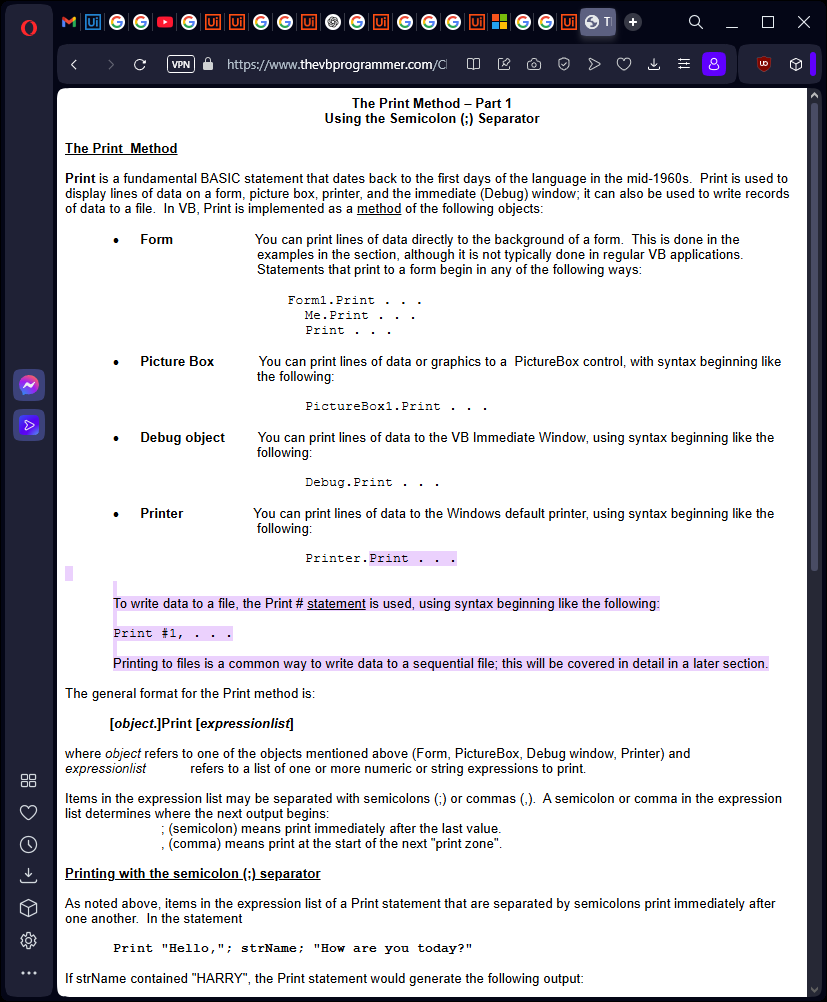 VPN
https://www.thevbprogrammer.com/C
The Print Method – Part 1
Using the Semicolon (;) Separator
The Print Method
Print is a fundamental BASIC statement that dates back to the first days of the language in the mid-1960s. Print is used to
display lines of data on a form, picture box, printer, and the immediate (Debug) window; it can also be used to write records
of data to a file. In VB, Print is implemented as a method of the following objects:
• Form You can print lines of data directly to the background of a form. This is done in the
examples in the section, although it is not typically done in regular VB applications.
Statements that print to a form begin in any of the following ways:
Form1.Print . . .
Me.Print . . .
Print . . .
• Picture Box You can print lines of data or graphics to a PictureBox control, with syntax beginning like
the following:
PictureBox1.Print . . .
• Debug object You can print lines of data to the VB Immediate Window, using syntax beginning like the
following:
Debug.Print . . .
• Printer You can print lines of data to the Windows default printer, using syntax beginning like the
following:
Printer.Print . . .
To write data to a file, the Print # statement is used, using syntax beginning like the following:
Print #1, . . .
Printing to files is a common way to write data to a sequential file; this will be covered in detail in a later section.
The general format for the Print method is:
[object.]Print [expressionlist]
where object refers to one of the objects mentioned above (Form, PictureBox, Debug window, Printer) and
expressionlist refers to a list of one or more numeric or string expressions to print.
Items in the expression list may be separated with semicolons (;) or commas (,). A semicolon or comma in the expression
list determines where the next output begins:
; (semicolon) means print immediately after the last value.
, (comma) means print at the start of the next "print zone".
Printing with the semicolon (;) separator
As noted above, items in the expression list of a Print statement that are separated by semicolons print immediately after
one another. In the statement
Print "Hello,"; strName; "How are you today?"
If strName contained "HARRY", the Print statement would generate the following output: